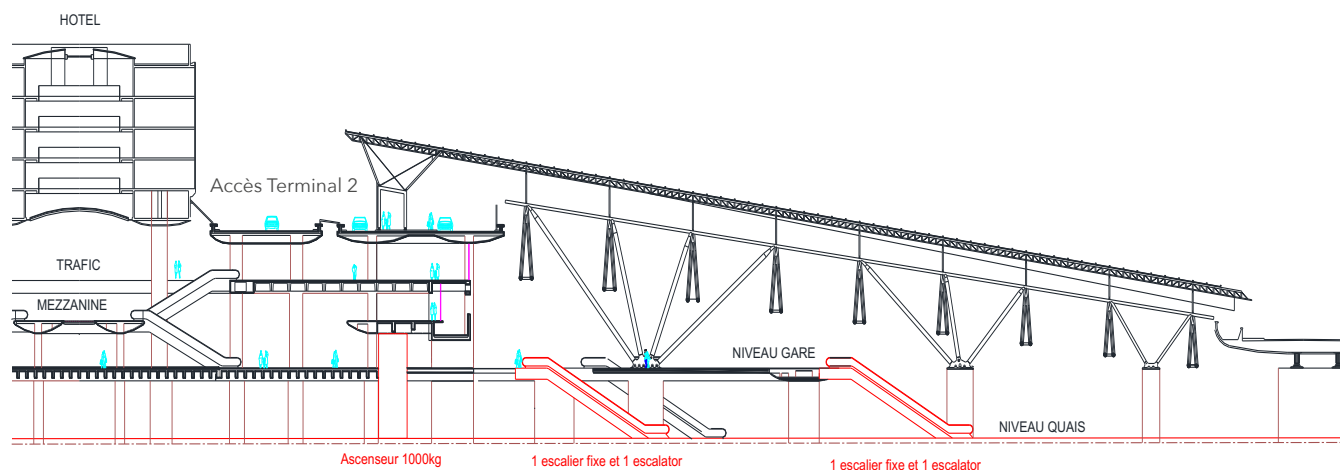 HOTEL
Accès Terminal 2
TRAFIC
MEZZANINE
NIVEAU GARE
NIVEAU QUAIS
Ascenseur 1000kg
1 escalier fixe et 1 escalator
1 escalier fixe et 1 escalator